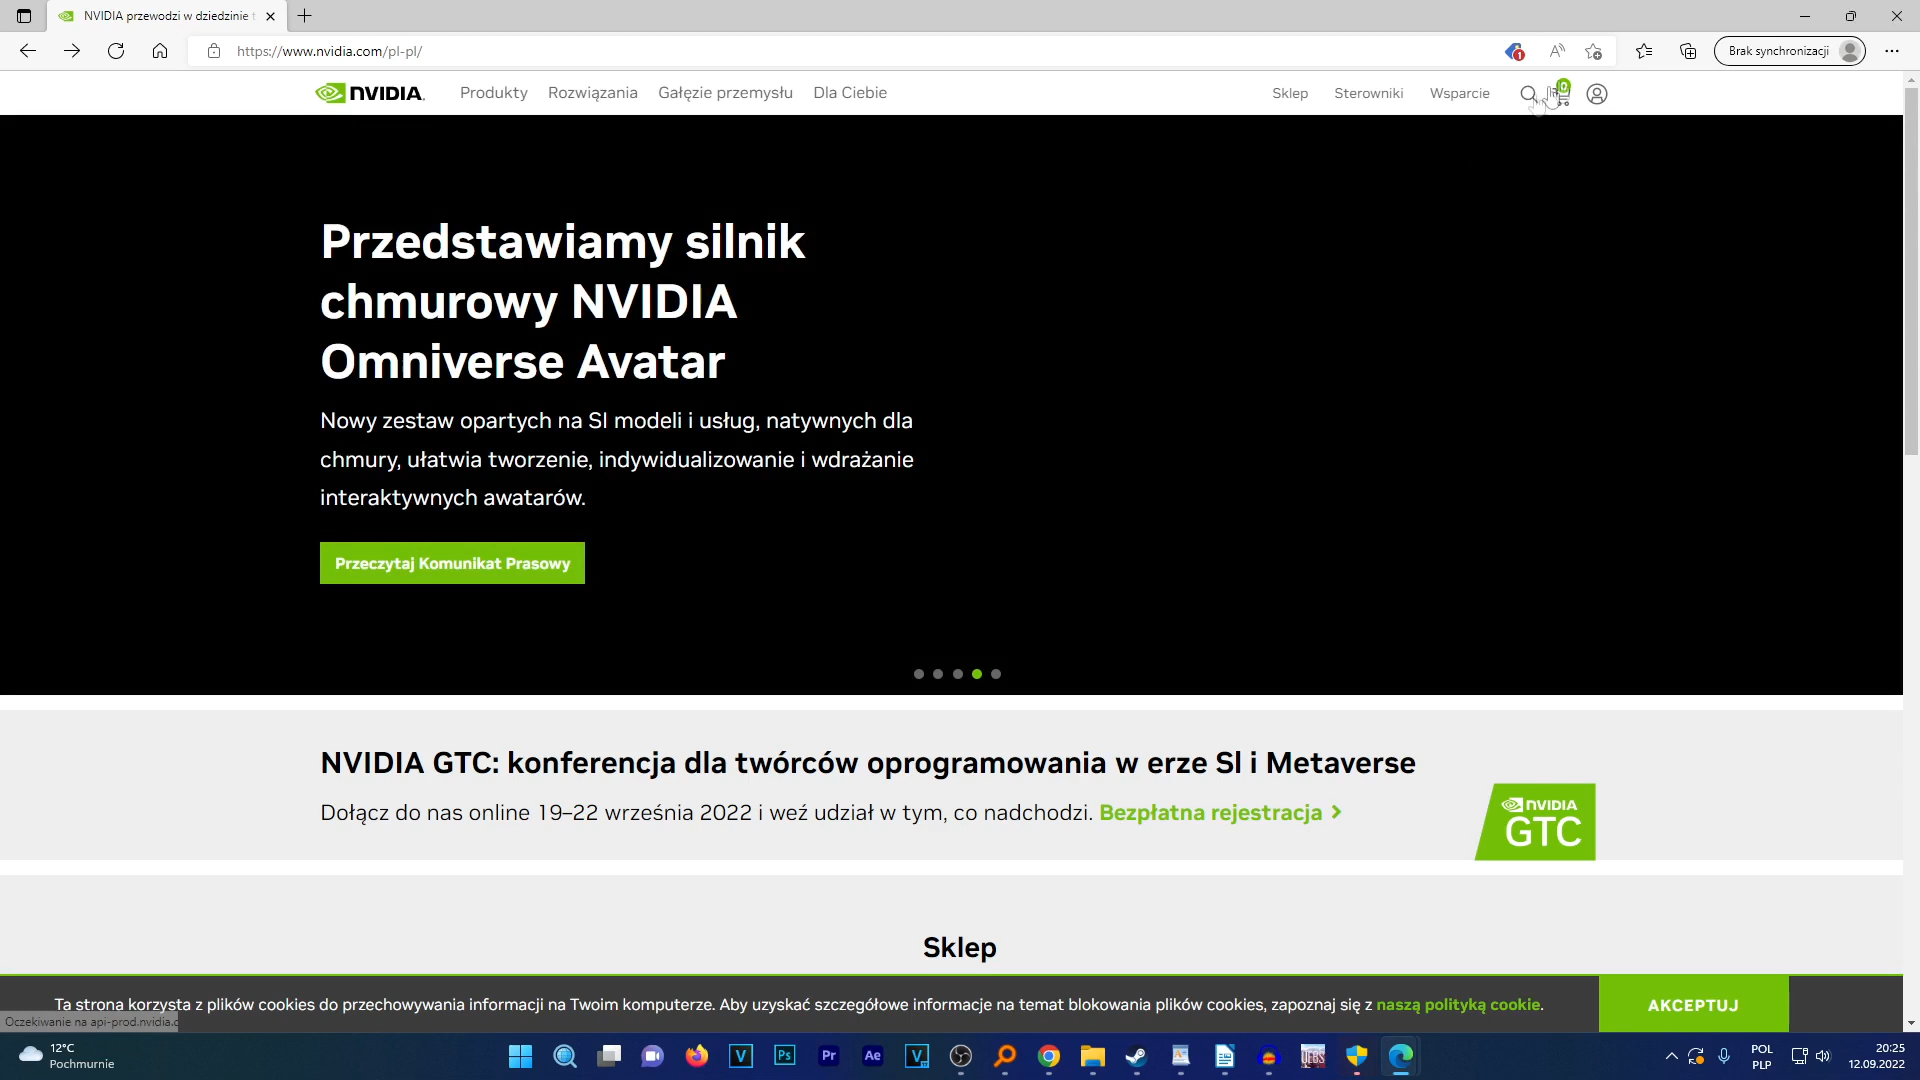 NVIDIA przewodzi w dziedzinie t
https://www.nvidia.com/pl-pl/
1
Brak synchronizacji
NVIDIA.
Produkty Rozwiązania Gałęzie przemysłu Dla Ciebie
Sklep Sterowniki Wsparcie
0
Przedstawiamy silnik
chmurowy NVIDIA
Omniverse Avatar
Nowy zestaw opartych na SI modeli i usług, natywnych dla
chmury, ułatwia tworzenie, indywidualizowanie i wdrażanie
interaktywnych awatarów.
Przeczytaj Komunikat Prasowy
NVIDIA GTC: konferencja dla twórców oprogramowania w erze SI i Metaverse
Dołącz do nas online 19–22 września 2022 i weź udział w tym, co nadchodzi. Bezpłatna rejestracja
NVIDIA
GTC
Sklep
Ta strona korzysta z plików cookies do przechowywania informacji na Twoim komputerze. Aby uzyskać szczegółowe informacje na temat blokowania plików cookies, zapoznaj się z naszą polityką cookie.
AKCEPTUJ
Oczekiwanie na api-prod.nvidia.c
12°C
Pochmurnie
V
Ps
Pr
Ae
V
POL
PLP
20:25
12.09.2022